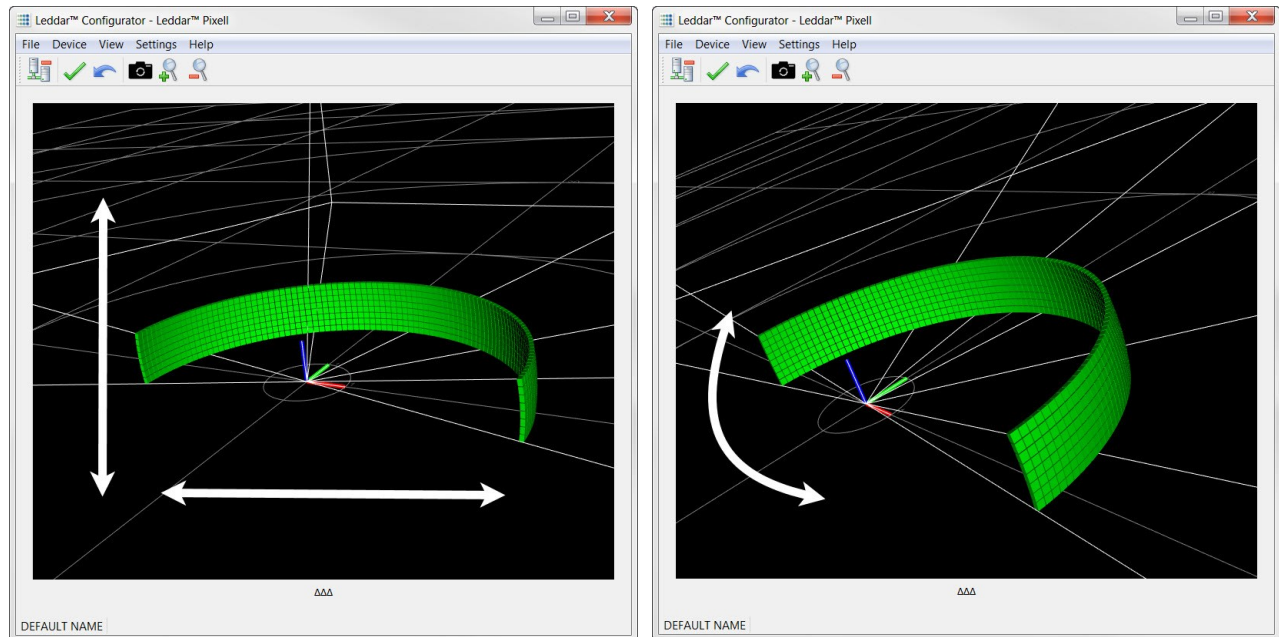 Leddar™ Configurator - Leddar™ Pixell
File Device View Settings Help
ΔΔΔ
DEFAULT NAME
Leddar™ Configurator - Leddar™ Pixell
File Device View Settings Help
ΔΔΔ
DEFAULT NAME